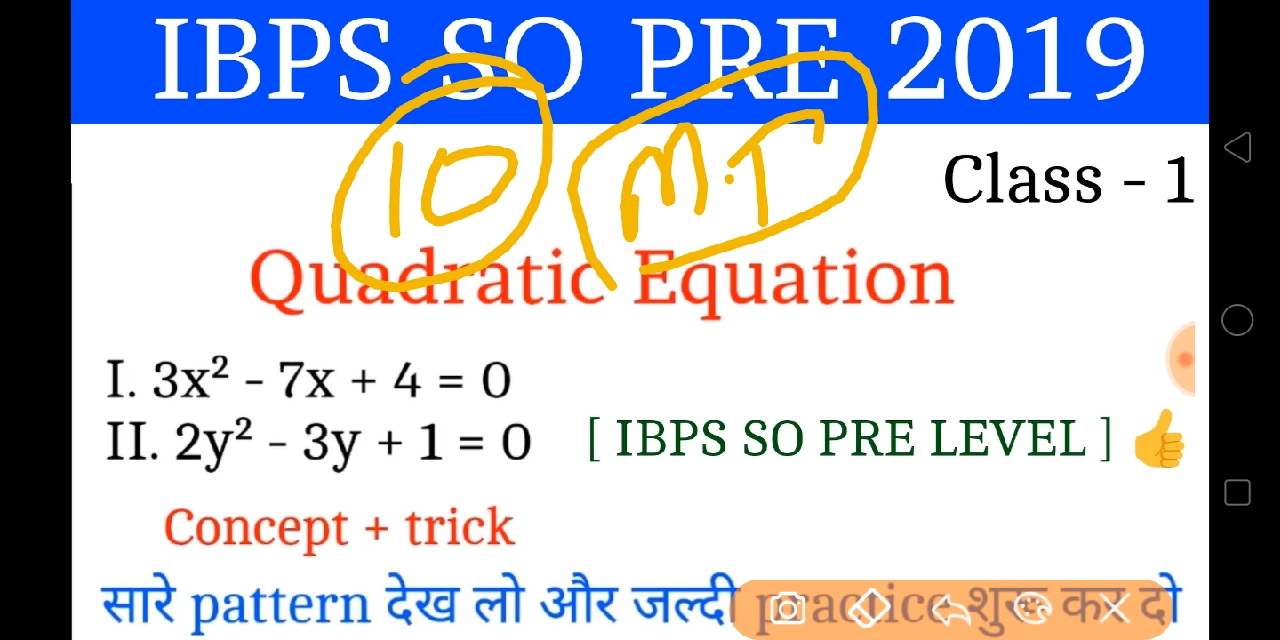 IBPS SO PRE 2019
10 M.T
Class - 1
Quadratic Equation
I. 3x² - 7x + 4 = 0
II. 2y² - 3y + 1 = 0 [ IBPS SO PRE LEVEL ] 👍
Concept + trick
सारे pattern देख लो और जल्दी practice शुरू कर दो